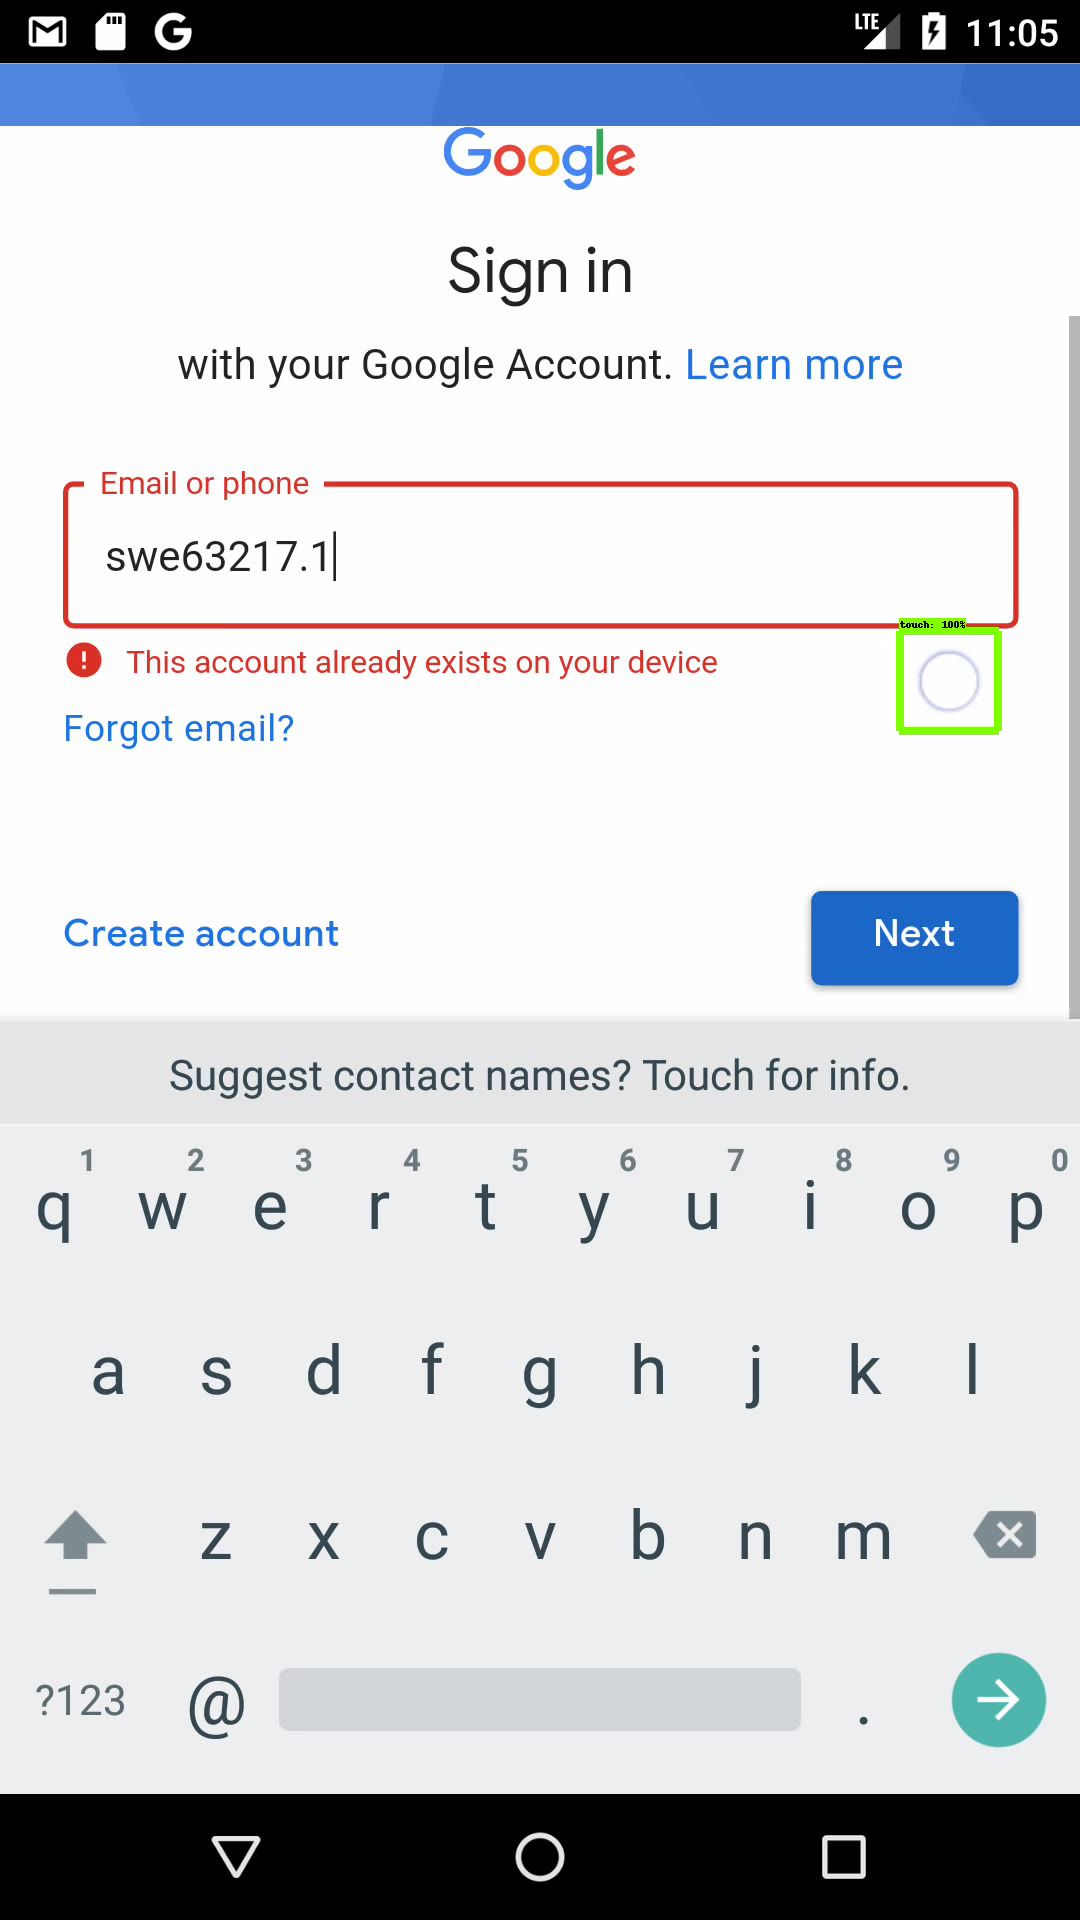 LTE 11:05
Google
Sign in
with your Google Account. Learn more
Email or phone
swe63217.1
touch: 100%
This account already exists on your device
Forgot email?
Create account
Next
Suggest contact names? Touch for info.
1 2 3 4 5 6 7 8 9 0
q w e r t y u i o p
a s d f g h j k l
z x c v b n m
?123 @ .